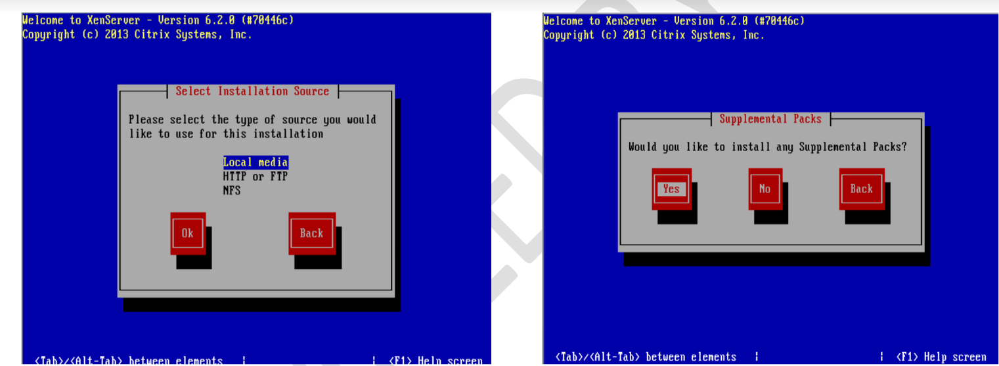 Welcome to XenServer - Version 6.2.0 (#70446c)
Copyright (c) 2013 Citrix Systems, Inc.
Select Installation Source
Please select the type of source you would
like to use for this installation
Local media
HTTP or FTP
NFS
Ok Back
<Tab>/<Alt-Tab> between elements | | <F1> Help screen
Welcome to XenServer - Version 6.2.0 (#70446c)
Copyright (c) 2013 Citrix Systems, Inc.
Supplemental Packs
Would you like to install any Supplemental Packs?
Yes No Back
<Tab>/<Alt-Tab> between elements | | <F1> Help screen